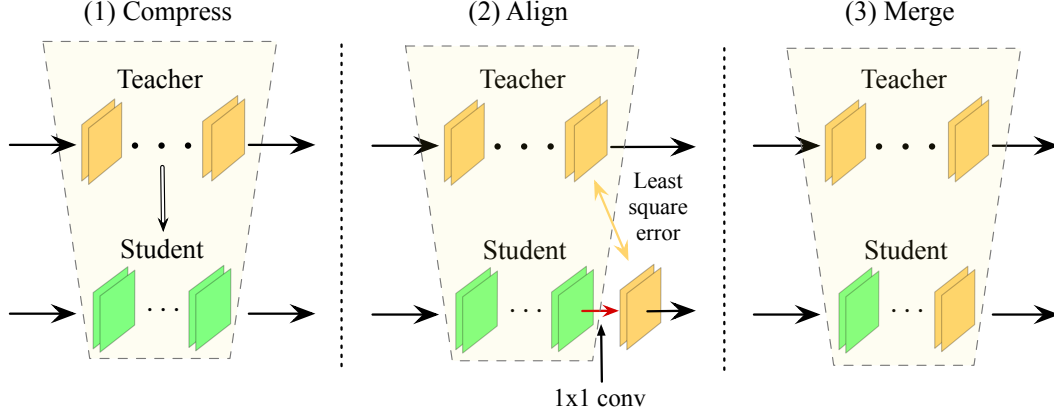 (1) Compress
(2) Align
(3) Merge
Teacher
Teacher
Teacher
Least
square
error
Student
Student
Student
1x1 conv